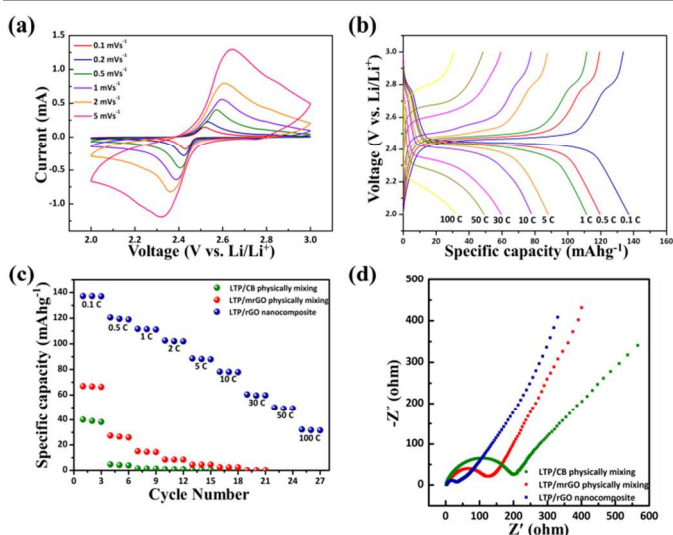 (a)
1.5
1.0
0.5
0.0
-0.5
-1.0
Current (mA)
0.1 mVs⁻¹
0.2 mVs⁻¹
0.5 mVs⁻¹
1 mVs⁻¹
2 mVs⁻¹
5 mVs⁻¹
2.0 2.2 2.4 2.6 2.8 3.0
Voltage (V vs. Li/Li⁺)
(b)
3.0
2.8
2.6
2.4
2.2
2.0
Voltage (V vs. Li/Li⁺)
100 C 50 C 30 C 10 C 5 C 1 C 0.5 C 0.1 C
0 20 40 60 80 100 120 140 160
Specific capacity (mAhg⁻¹)
(c)
140
120
100
80
60
40
20
0
Specific capacity (mAhg⁻¹)
LTP/CB physically mixing
LTP/mrGO physically mixing
LTP/rGO nanocomposite
0.1 C
0.5 C
1 C
2 C
5 C
10 C
30 C
50 C
100 C
0 3 6 9 12 15 18 21 24 27
Cycle Number
(d)
500
400
300
200
100
0
-Z″ (ohm)
LTP/CB physically mixing
LTP/mrGO physically mixing
LTP/rGO nanocomposite
0 100 200 300 400 500 600
Z′ (ohm)